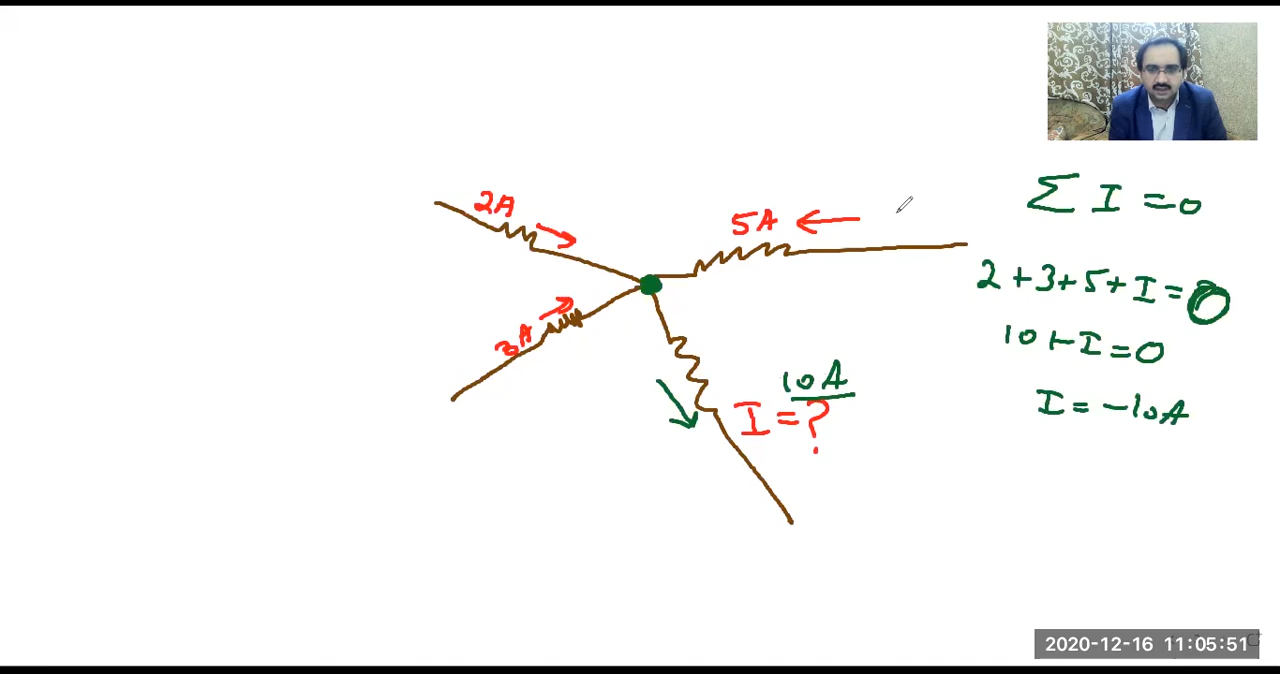 2A
5A
3A
10A
I = ?
Σ I = 0
2 + 3 + 5 + I = 0
10 + I = 0
I = -10A
2020-12-16 11:05:51